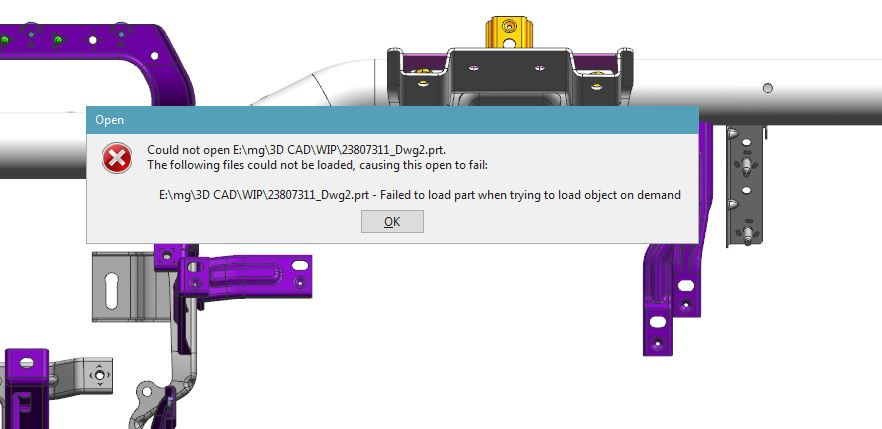 Open
Could not open E:\mg\3D CAD\WIP\23807311_Dwg2.prt.
The following files could not be loaded, causing this open to fail:
E:\mg\3D CAD\WIP\23807311_Dwg2.prt - Failed to load part when trying to load object on demand
OK